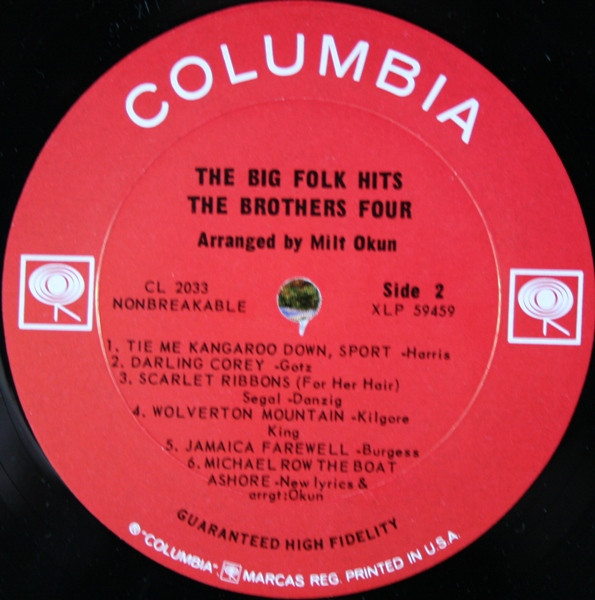 COLUMBIA
THE BIG FOLK HITS
THE BROTHERS FOUR
Arranged by Milt Okun
CL 2033
NONBREAKABLE
Side 2
XLP 59459
1. TIE ME KANGAROO DOWN, SPORT -Harris
2. DARLING COREY -Gotz
3. SCARLET RIBBONS (For Her Hair)
Segal -Danzig
4. WOLVERTON MOUNTAIN -Kilgore
King
5. JAMAICA FAREWELL -Burgess
6. MICHAEL ROW THE BOAT
ASHORE -New lyrics &
arrgt:Okun
GUARANTEED HIGH FIDELITY
® "COLUMBIA", MARCAS REG. PRINTED IN U.S.A.